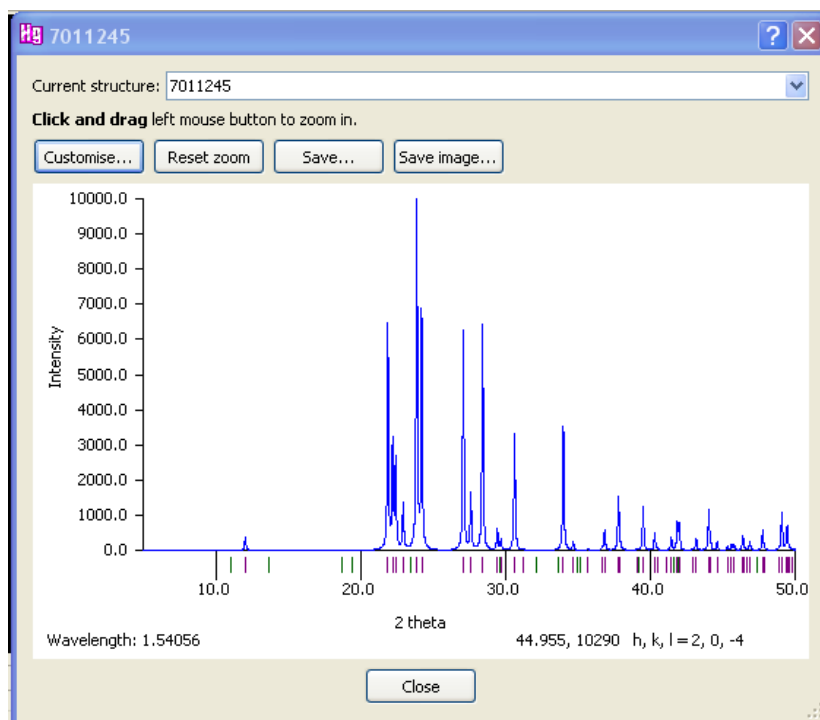 Hg 7011245
Current structure: 7011245
Click and drag left mouse button to zoom in.
Customise... Reset zoom Save... Save image...
10000.0
9000.0
8000.0
7000.0
6000.0
5000.0
4000.0
3000.0
2000.0
1000.0
0.0
Intensity
10.0 20.0 30.0 40.0 50.0
2 theta
Wavelength: 1.54056 44.955, 10290 h, k, l = 2, 0, -4
Close